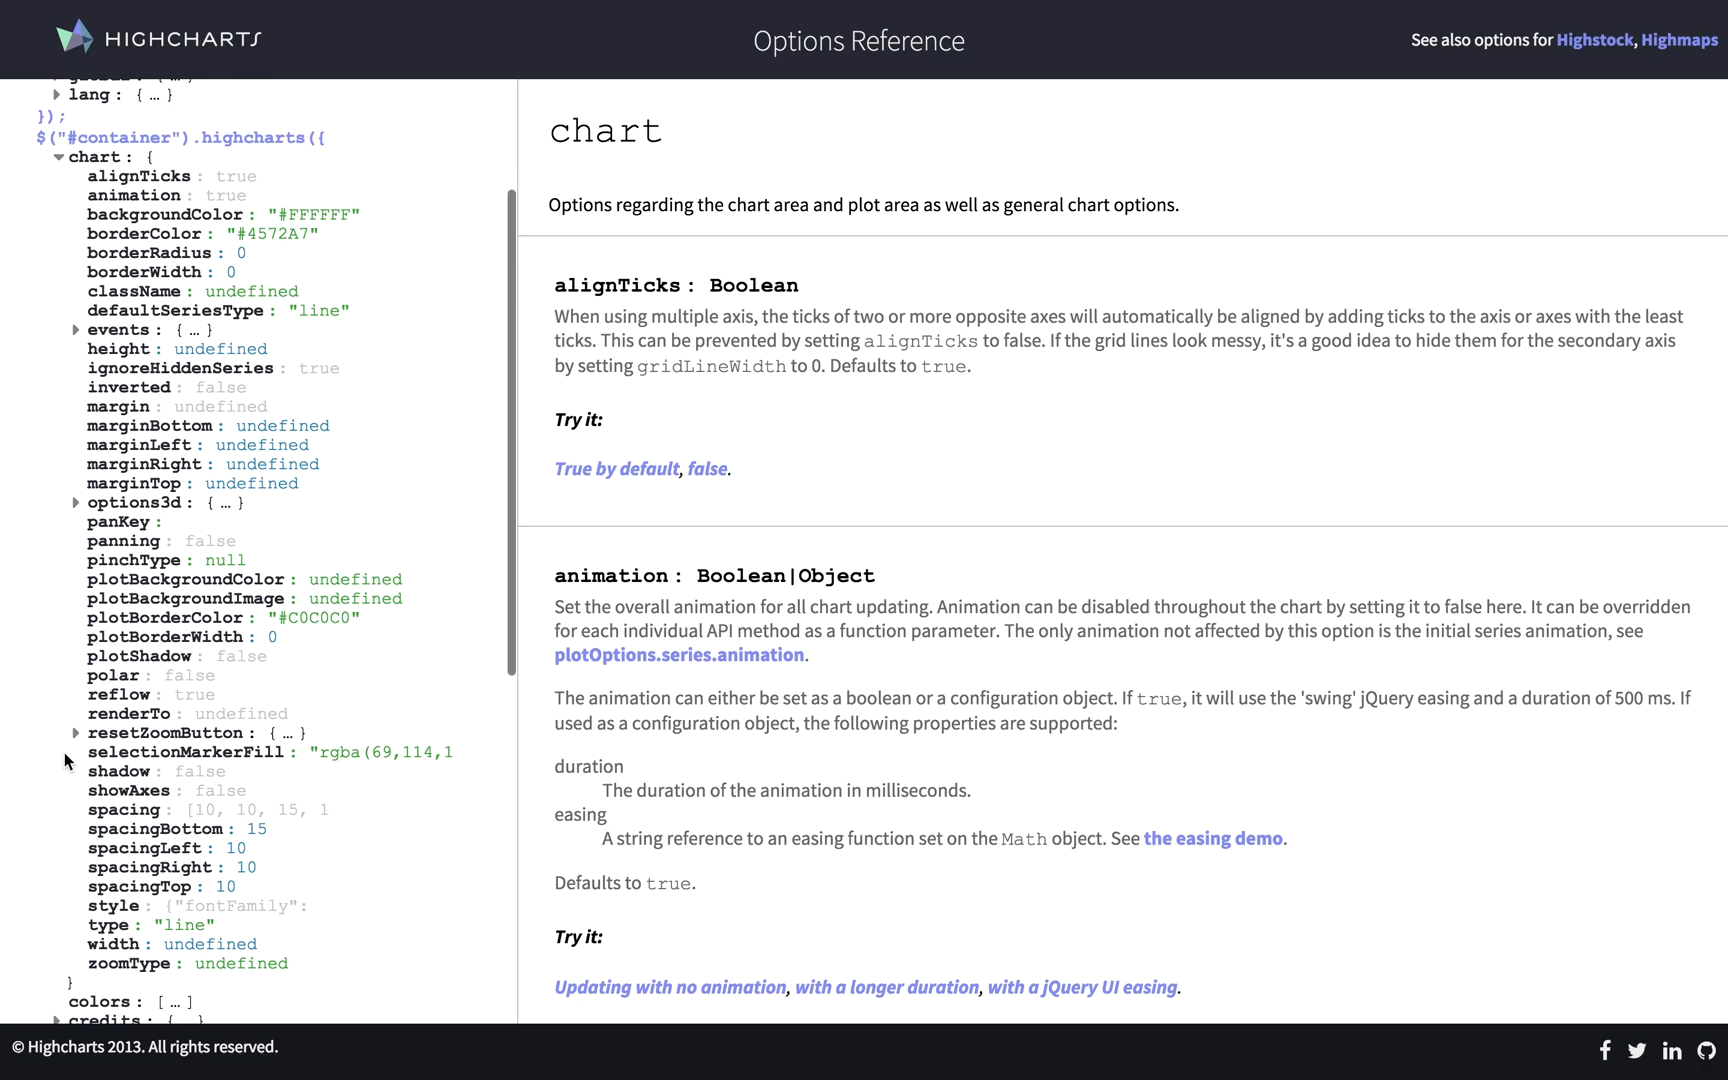 HIGHCHARTS
Options Reference
See also options for Highstock, Highmaps
lang: { … }
});
$("#container").highcharts({
chart: {
alignTicks: true
animation: true
backgroundColor: "#FFFFFF"
borderColor: "#4572A7"
borderRadius: 0
borderWidth: 0
className: undefined
defaultSeriesType: "line"
events: { … }
height: undefined
ignoreHiddenSeries: true
inverted: false
margin: undefined
marginBottom: undefined
marginLeft: undefined
marginRight: undefined
marginTop: undefined
options3d: { … }
panKey:
panning: false
pinchType: null
plotBackgroundColor: undefined
plotBackgroundImage: undefined
plotBorderColor: "#C0C0C0"
plotBorderWidth: 0
plotShadow: false
polar: false
reflow: true
renderTo: undefined
resetZoomButton: { … }
selectionMarkerFill: "rgba(69,114,1
shadow: false
showAxes: false
spacing: [10, 10, 15, 1
spacingBottom: 15
spacingLeft: 10
spacingRight: 10
spacingTop: 10
style: {"fontFamily":
type: "line"
width: undefined
zoomType: undefined
}
colors: [ … ]
credits: { … }
chart
Options regarding the chart area and plot area as well as general chart options.
alignTicks: Boolean
When using multiple axis, the ticks of two or more opposite axes will automatically be aligned by adding ticks to the axis or axes with the least
ticks. This can be prevented by setting alignTicks to false. If the grid lines look messy, it's a good idea to hide them for the secondary axis
by setting gridLineWidth to 0. Defaults to true.
Try it:
True by default, false.
animation: Boolean|Object
Set the overall animation for all chart updating. Animation can be disabled throughout the chart by setting it to false here. It can be overridden
for each individual API method as a function parameter. The only animation not affected by this option is the initial series animation, see
plotOptions.series.animation.
The animation can either be set as a boolean or a configuration object. If true, it will use the 'swing' jQuery easing and a duration of 500 ms. If
used as a configuration object, the following properties are supported:
duration
The duration of the animation in milliseconds.
easing
A string reference to an easing function set on the Math object. See the easing demo.
Defaults to true.
Try it:
Updating with no animation, with a longer duration, with a jQuery UI easing.
© Highcharts 2013. All rights reserved.